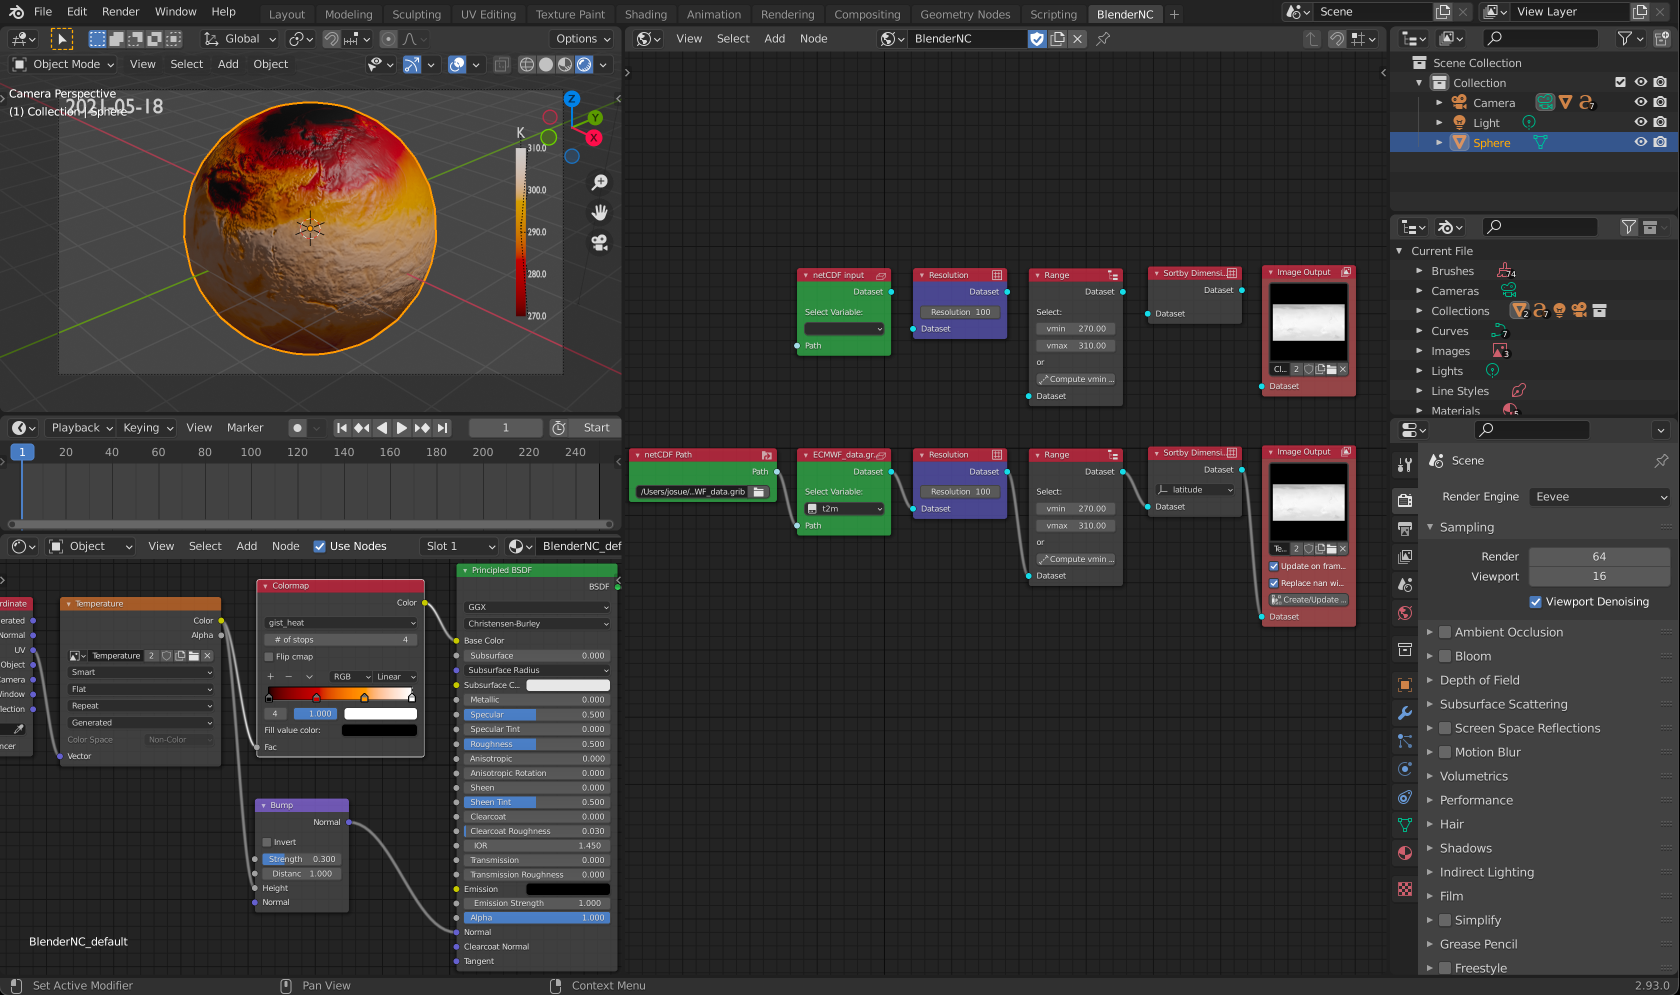 File Edit Render Window Help
Layout Modeling Sculpting UV Editing Texture Paint Shading Animation Rendering Compositing Geometry Nodes Scripting BlenderNC +
Scene
View Layer
Global
Options
View Select Add Node
BlenderNC
Object Mode View Select Add Object
Camera Perspective
(1) Collection | Sphere
2021-05-18
Z
Y
X
K
310.0
300.0
290.0
280.0
270.0
Scene Collection
Collection
Camera
7
Light
Sphere
Current File
Brushes
74
Cameras
Collections
2
7
Curves
7
Images
3
Lights
Line Styles
Materials
5
netCDF input
Dataset
Select Variable:
Path
Resolution
Dataset
Resolution 100
Dataset
Range
Dataset
Select:
vmin 270.00
vmax 310.00
or
Compute vmin ...
Dataset
Sortby Dimensi..
Dataset
Dataset
Image Output
Cl... 2
Dataset
Playback Keying View Marker
1
Start
1 20 40 60 80 100 120 140 160 180 200 220 240
netCDF Path
Path
/Users/josue/...WF_data.grib
ECMWF_data.gr..
Dataset
Select Variable:
t2m
Path
Resolution
Dataset
Resolution 100
Dataset
Range
Dataset
Select:
vmin 270.00
vmax 310.00
or
Compute vmin ...
Dataset
Sortby Dimensi..
Dataset
latitude
Dataset
Image Output
Te... 2
Update on fram...
Replace nan wi...
Create/Update ...
Dataset
Object View Select Add Node Use Nodes Slot 1 BlenderNC_def
rdinate
erated
Normal
UV
Object
amera
Window
lection
ncer
Temperature
Color
Alpha
Temperature 2
Smart
Flat
Repeat
Generated
Color Space Non-Color
Vector
Colormap
Color
gist_heat
# of stops 4
Flip cmap
+ − RGB Linear
4 1.000
Fill value color:
Fac
Bump
Normal
Invert
Strength 0.300
Distanc 1.000
Height
Normal
Principled BSDF
BSDF
GGX
Christensen-Burley
Base Color
Subsurface 0.000
Subsurface Radius
Subsurface C...
Metallic 0.000
Specular 0.500
Specular Tint 0.000
Roughness 0.500
Anisotropic 0.000
Anisotropic Rotation 0.000
Sheen 0.000
Sheen Tint 0.500
Clearcoat 0.000
Clearcoat Roughness 0.030
IOR 1.450
Transmission 0.000
Transmission Roughness 0.000
Emission
Emission Strength 1.000
Alpha 1.000
Normal
Clearcoat Normal
Tangent
BlenderNC_default
Scene
Render Engine Eevee
Sampling
Render 64
Viewport 16
Viewport Denoising
Ambient Occlusion
Bloom
Depth of Field
Subsurface Scattering
Screen Space Reflections
Motion Blur
Volumetrics
Performance
Hair
Shadows
Indirect Lighting
Film
Simplify
Grease Pencil
Freestyle
Set Active Modifier
Pan View
Context Menu
2.93.0